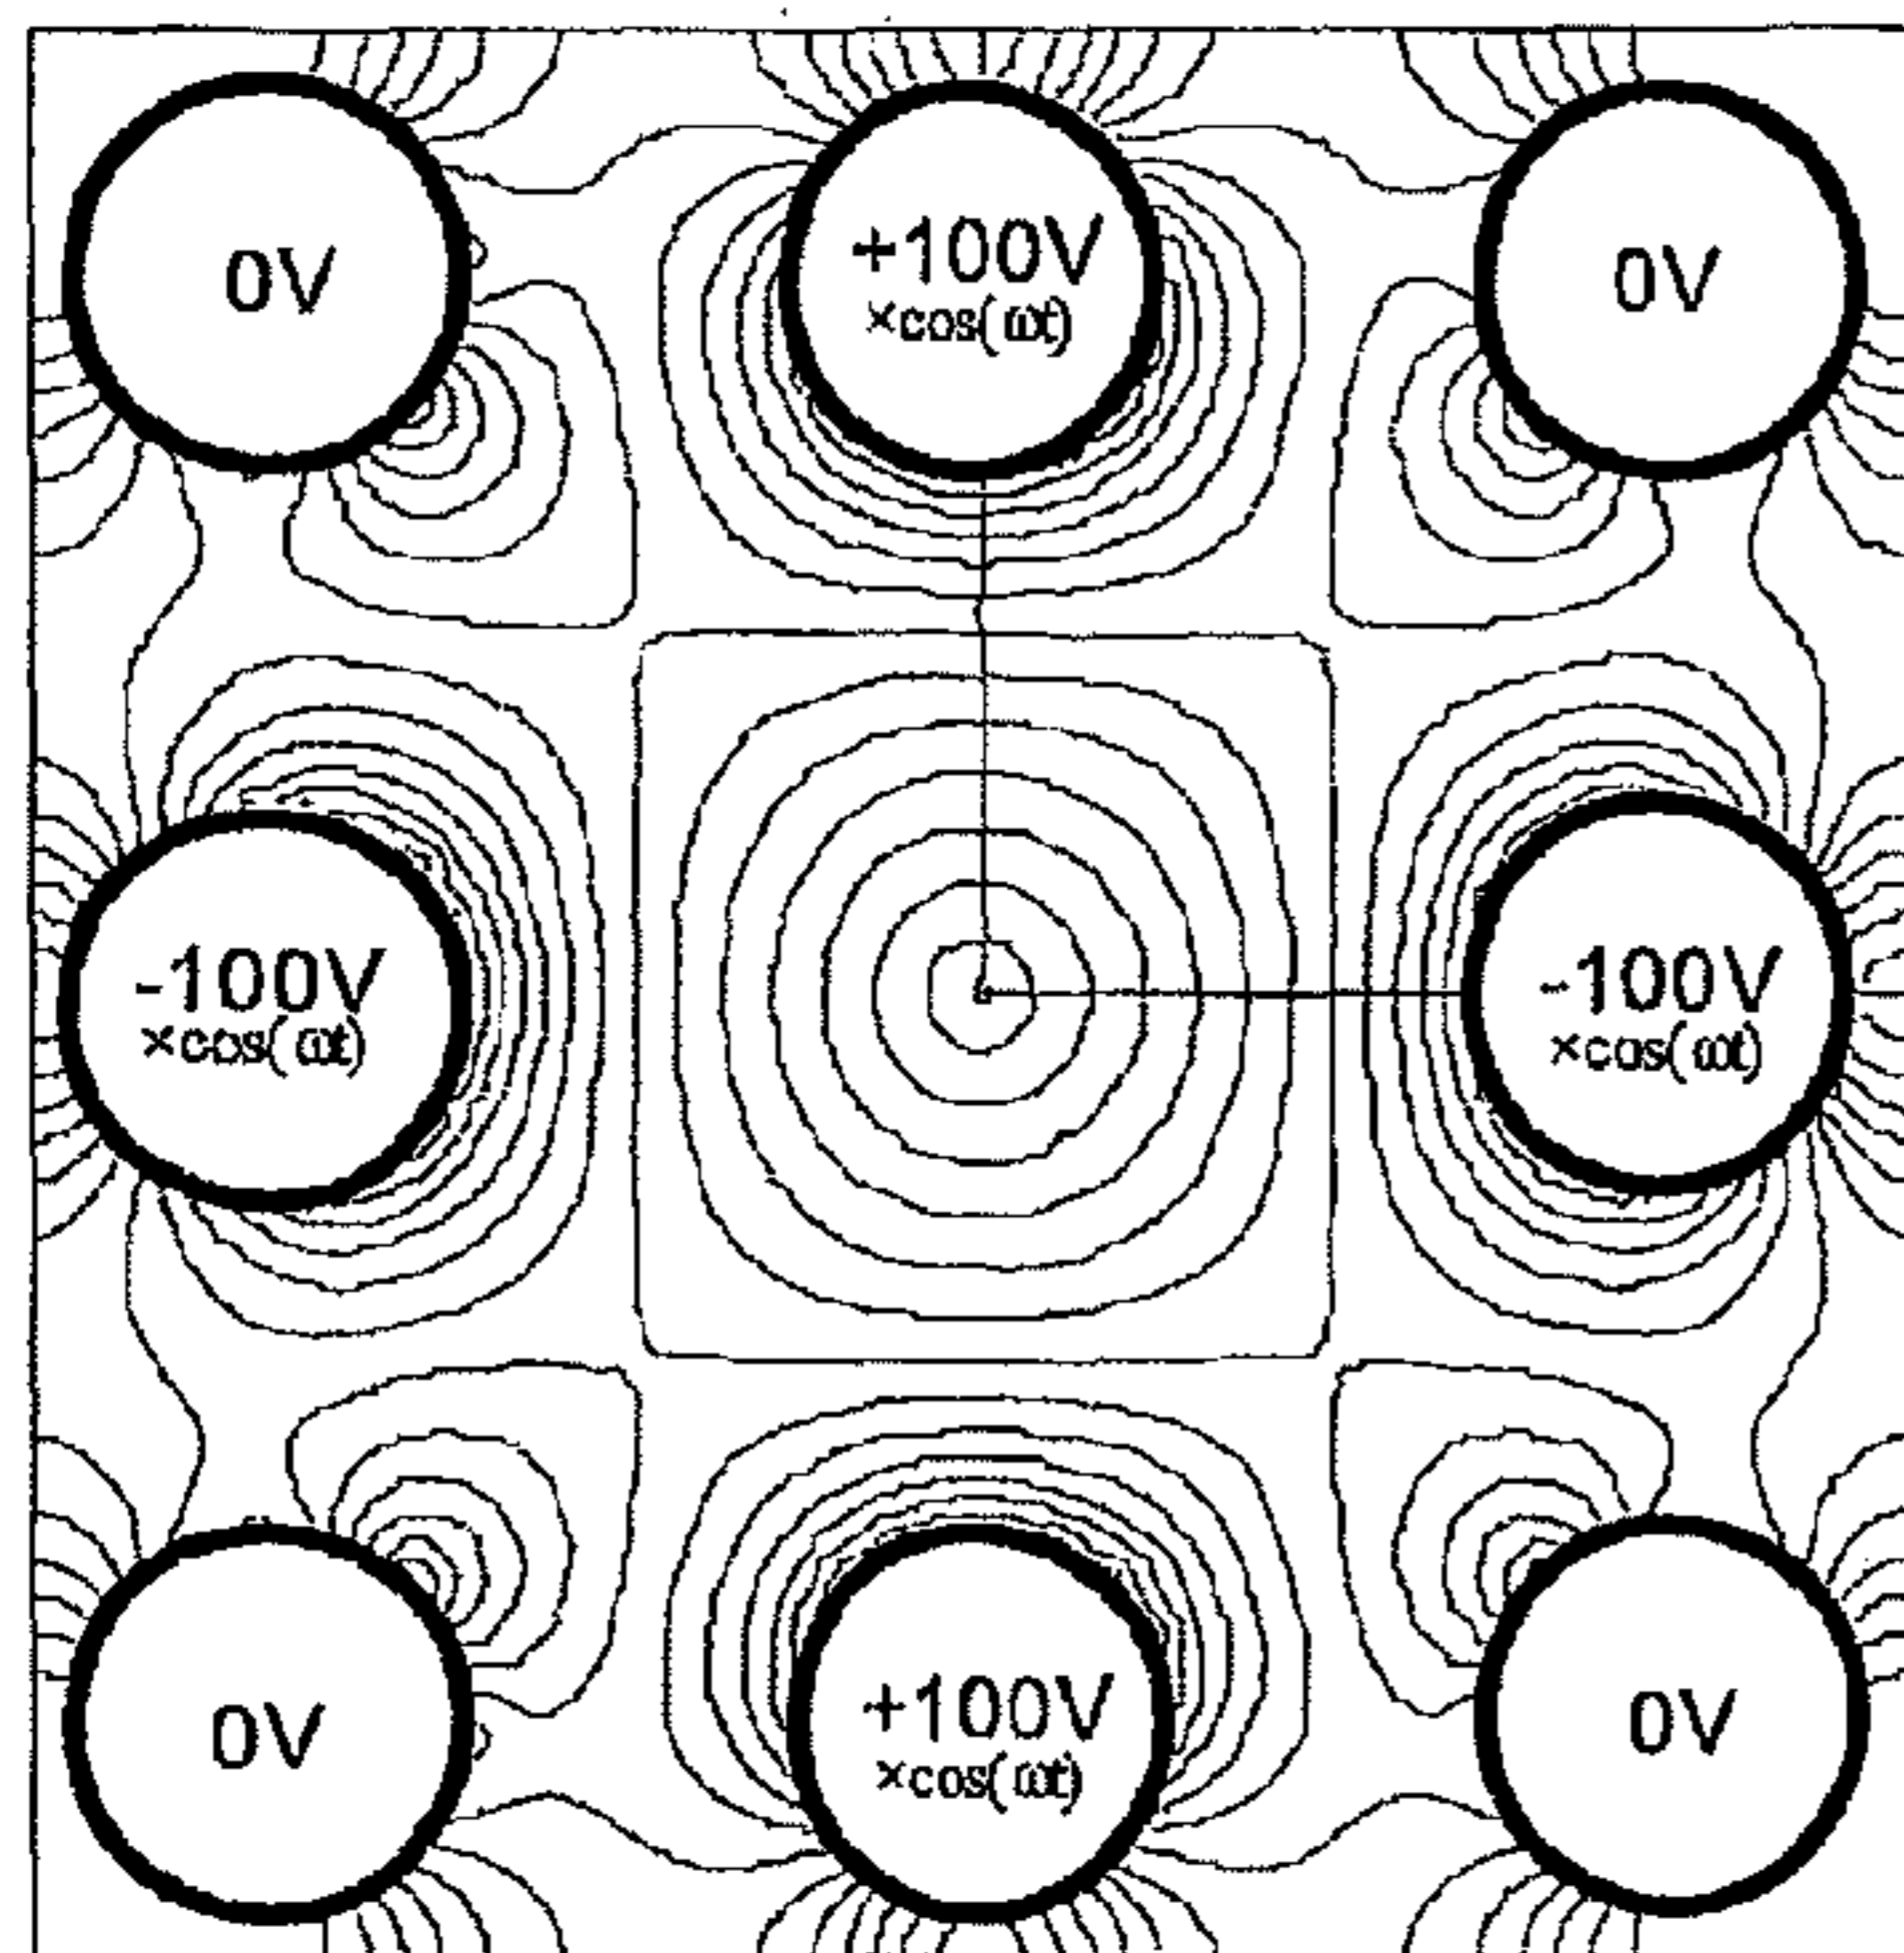 0V
+100V
×cos(ωt)
0V
-100V
×cos(ωt)
-100V
×cos(ωt)
0V
+100V
×cos(ωt)
0V